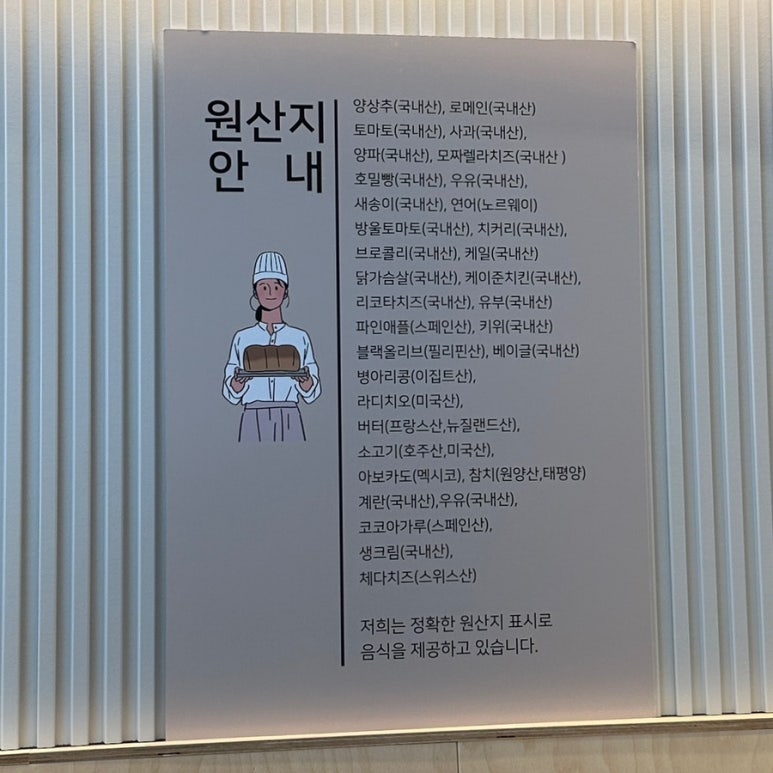 원산지
안 내
양상추(국내산), 로메인(국내산)
토마토(국내산), 사과(국내산),
양파(국내산), 모짜렐라치즈(국내산 )
호밀빵(국내산), 우유(국내산),
새송이(국내산), 연어(노르웨이)
방울토마토(국내산), 치커리(국내산),
브로콜리(국내산), 케일(국내산)
닭가슴살(국내산), 케이준치킨(국내산),
리코타치즈(국내산), 유부(국내산)
파인애플(스페인산), 키위(국내산)
블랙올리브(필리핀산), 베이글(국내산)
병아리콩(이집트산),
라디치오(미국산),
버터(프랑스산,뉴질랜드산),
소고기(호주산,미국산),
아보카도(멕시코), 참치(원양산,태평양)
계란(국내산),우유(국내산),
코코아가루(스페인산),
생크림(국내산),
체다치즈(스위스산)
저희는 정확한 원산지 표시로
음식을 제공하고 있습니다.